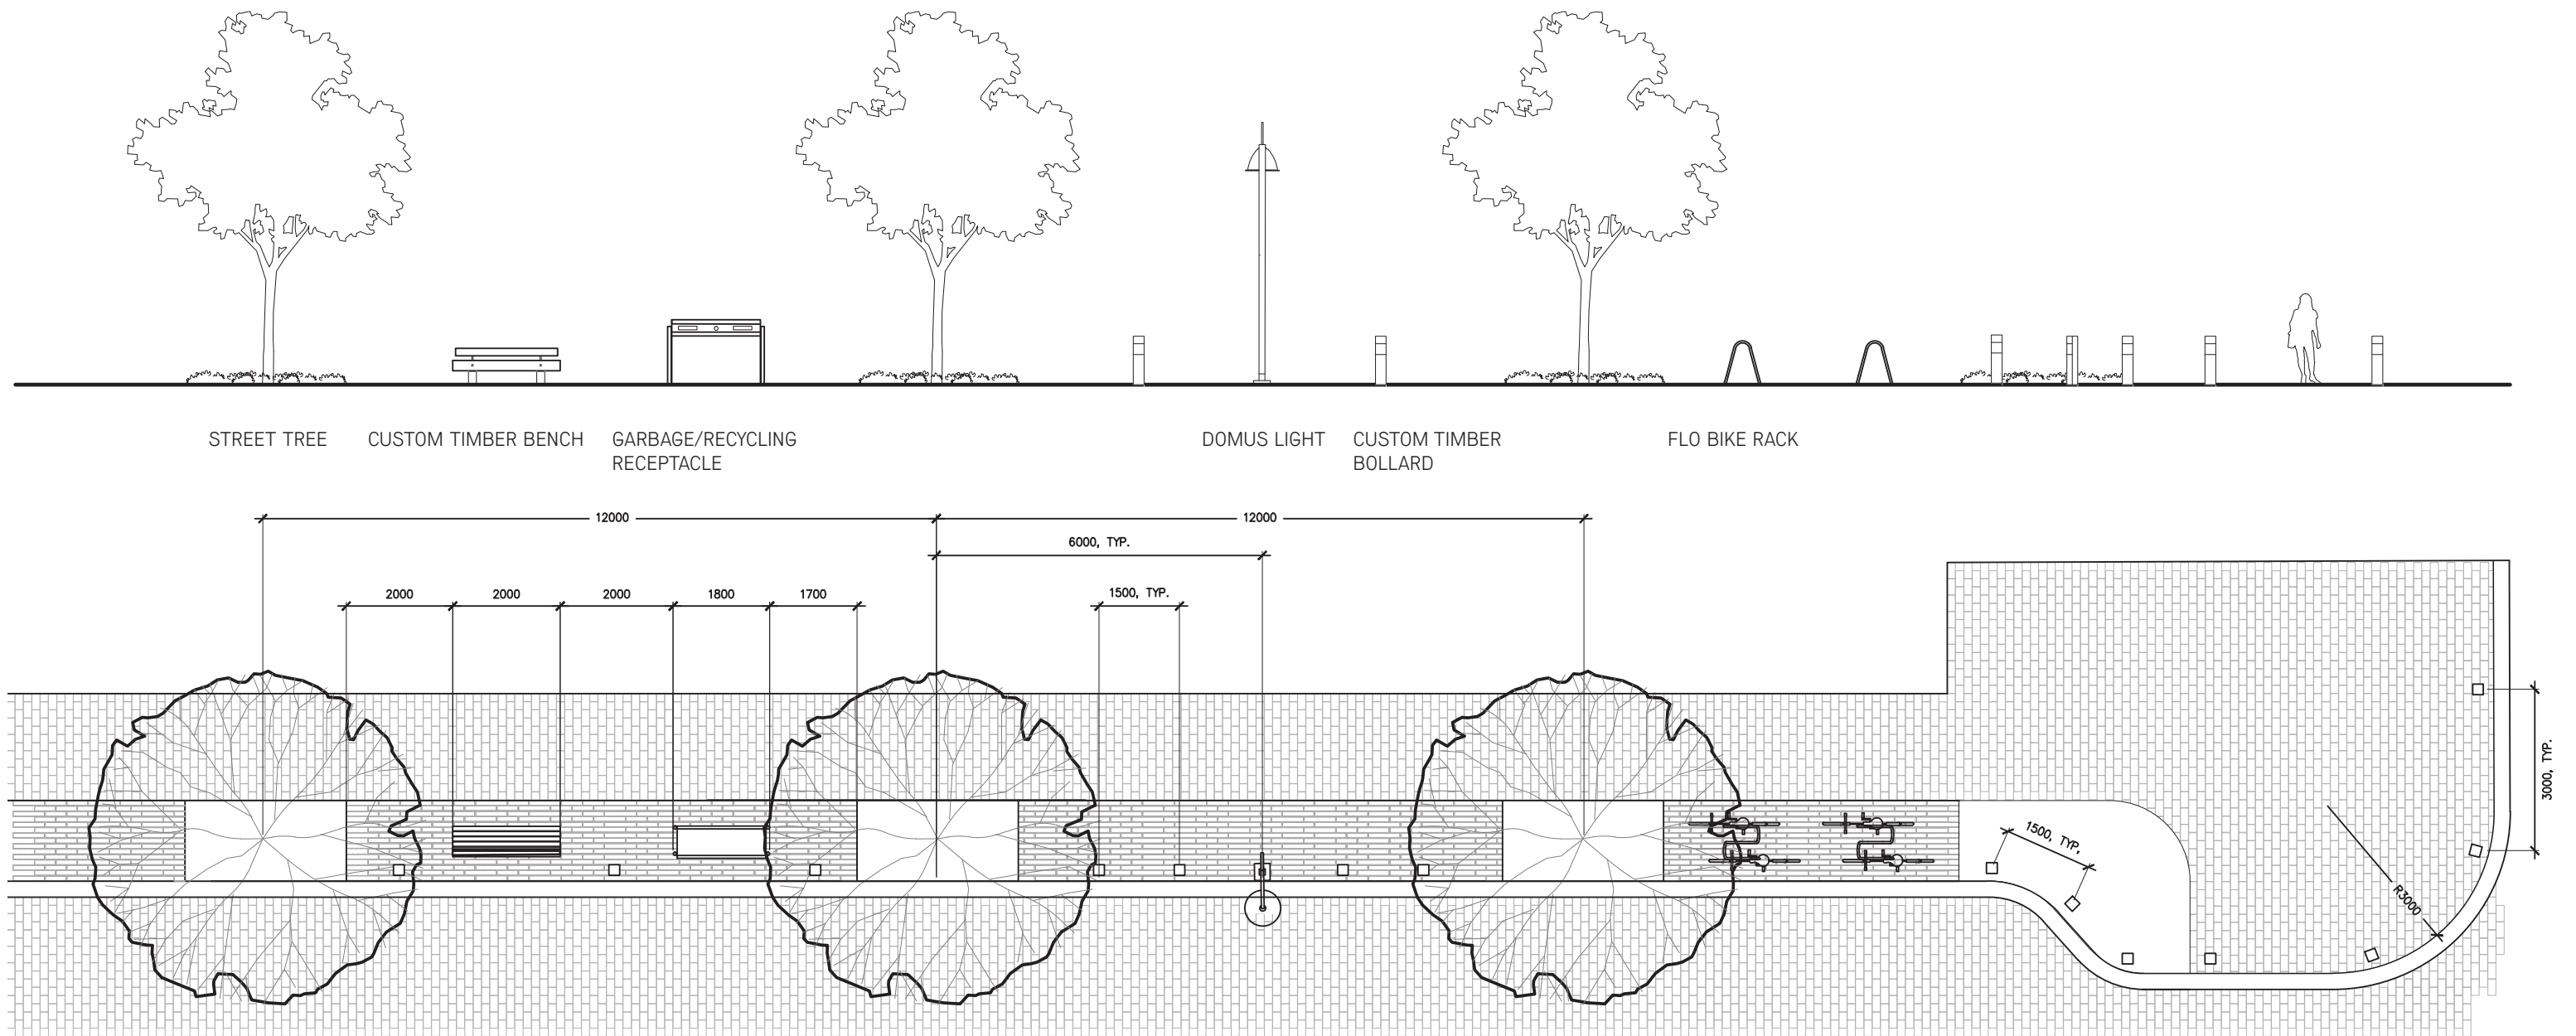 STREET TREE
CUSTOM TIMBER BENCH
GARBAGE/RECYCLING
RECEPTACLE
DOMUS LIGHT
CUSTOM TIMBER
BOLLARD
FLO BIKE RACK
12000
12000
6000, TYP.
2000
2000
2000
1800
1700
1500, TYP.
3000, TYP.
1500, TYP.
R3000